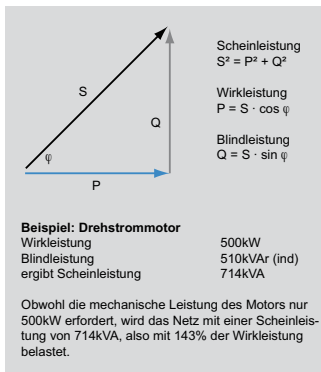 Scheinleistung
S² = P² + Q²
S
Wirkleistung
P = S · cos φ
Q
Blindleistung
Q = S · sin φ
φ
P
Beispiel: Drehstrommotor
Wirkleistung 500kW
Blindleistung 510kVAr (ind)
ergibt Scheinleistung 714kVA
Obwohl die mechanische Leistung des Motors nur
500kW erfordert, wird das Netz mit einer Scheinleis-
tung von 714kVA, also mit 143% der Wirkleistung
belastet.